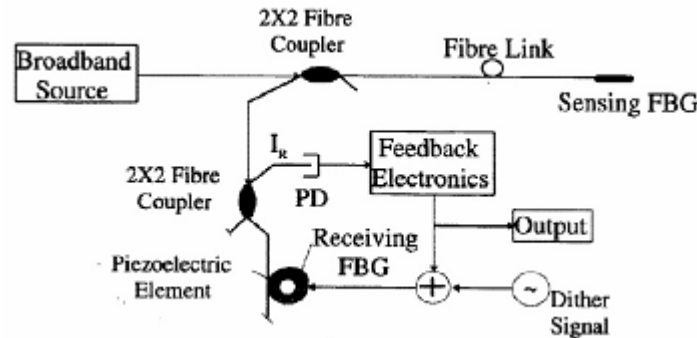 2X2 Fibre
Coupler
Broadband
Source
Fibre Link
Sensing FBG
2X2 Fibre
Coupler
I_R
PD
Feedback
Electronics
Output
Piezoelectric
Element
Receiving
FBG
+
~
Dither
Signal